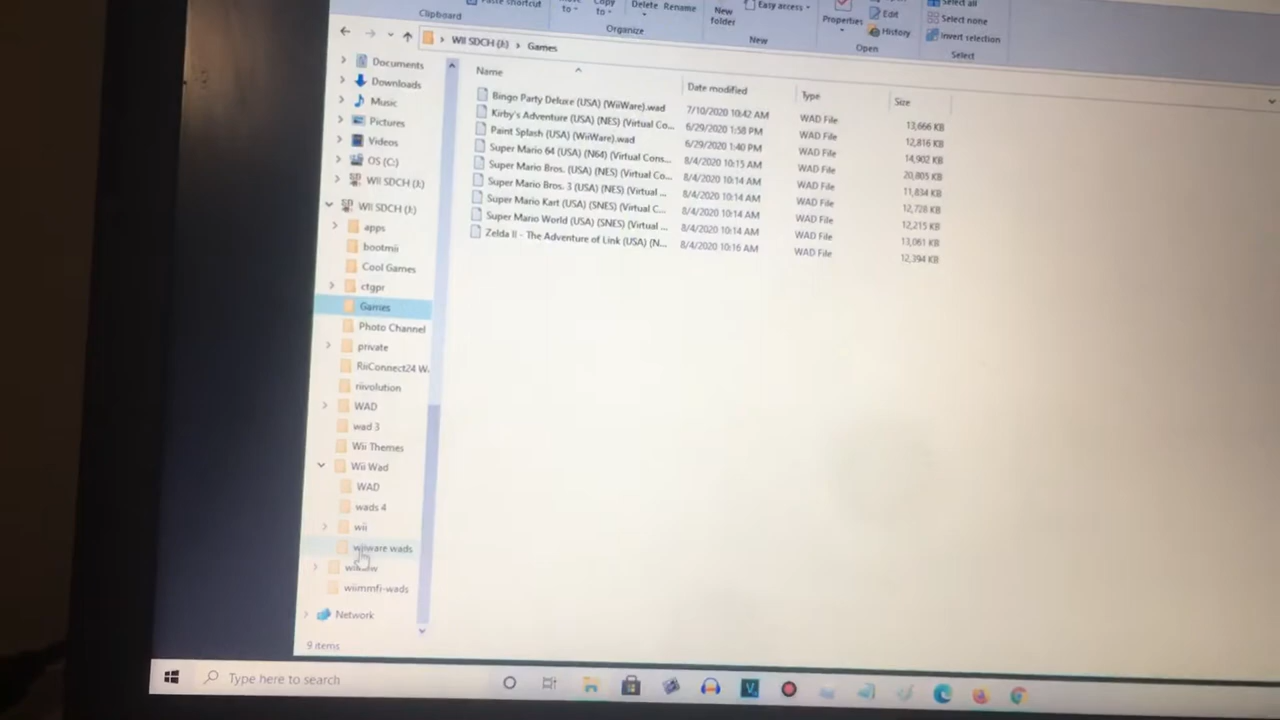 Paste shortcut
to
to
Delete
Rename
New
folder
Easy access
Properties
Edit
History
Select all
Select none
Invert selection
Clipboard
Organize
New
Open
Select
WII SDCH (I:) > Games
Name
Date modified
Type
Size
Bingo Party Deluxe (USA) (WiiWare).wad 7/10/2020 10:42 AM WAD File 13,666 KB
Kirby's Adventure (USA) (NES) (Virtual Co... 6/29/2020 1:58 PM WAD File 12,816 KB
Paint Splash (USA) (WiiWare).wad 6/29/2020 1:40 PM WAD File 14,902 KB
Super Mario 64 (USA) (N64) (Virtual Cons... 8/4/2020 10:15 AM WAD File 20,805 KB
Super Mario Bros. (USA) (NES) (Virtual Co... 8/4/2020 10:14 AM WAD File 11,834 KB
Super Mario Bros. 3 (USA) (NES) (Virtual ... 8/4/2020 10:14 AM WAD File 12,728 KB
Super Mario Kart (USA) (SNES) (Virtual C... 8/4/2020 10:14 AM WAD File 12,215 KB
Super Mario World (USA) (SNES) (Virtual ... 8/4/2020 10:14 AM WAD File 13,061 KB
Zelda II - The Adventure of Link (USA) (N... 8/4/2020 10:16 AM WAD File 12,394 KB
Documents
Downloads
Music
Pictures
Videos
OS (C:)
WII SDCH (I:)
WII SDCH (I:)
apps
bootmii
Cool Games
ctgpr
Games
Photo Channel
private
RiiConnect24 W.
riivolution
WAD
wad 3
Wii Themes
Wii Wad
WAD
wads 4
wii
wiiware wads
wiimmfi-wads
Network
9 items
Type here to search